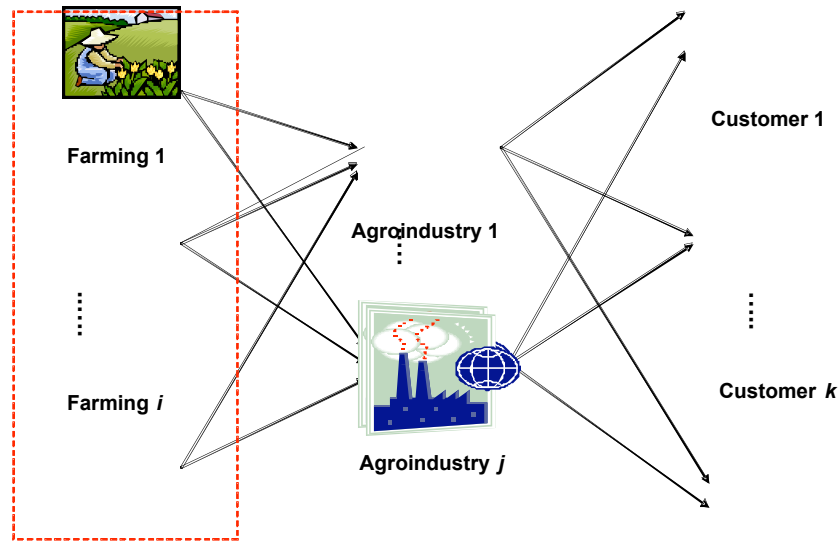 Farming 1
Customer 1
Agroindustry 1
......
......
......
Farming i
Customer k
Agroindustry j